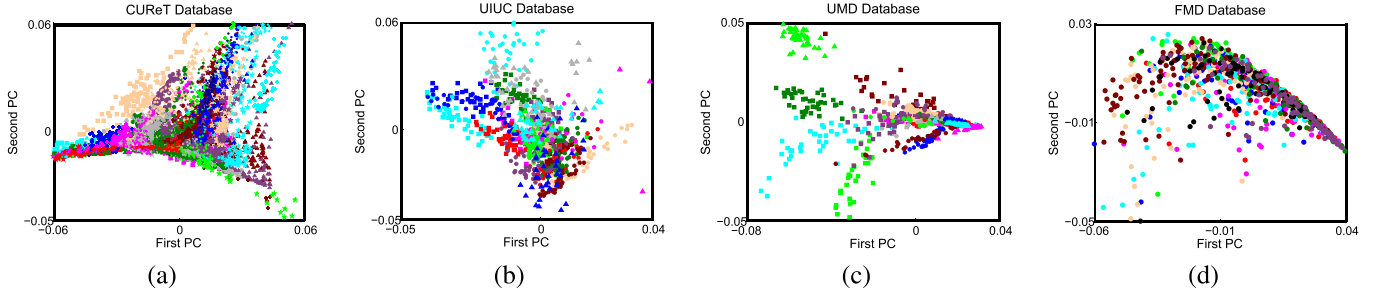 CUReT Database
0.06
0
−0.05
−0.06
0
0.06
Second PC
First PC
(a)
UIUC Database
0.06
0
−0.05
−0.05
0
0.04
Second PC
First PC
(b)
UMD Database
0.05
0
−0.05
−0.08
0
0.04
Second PC
First PC
(c)
FMD Database
0.03
−0.01
−0.05
−0.06
−0.01
0.04
Second PC
First PC
(d)